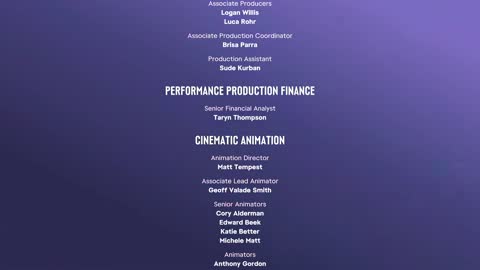 Associate Producers
Logan Willis
Luca Rohr
Associate Production Coordinator
Brisa Parra
Production Assistant
Sude Kurban
PERFORMANCE PRODUCTION FINANCE
Senior Financial Analyst
Taryn Thompson
CINEMATIC ANIMATION
Animation Director
Matt Tempest
Associate Lead Animator
Geoff Valade Smith
Senior Animators
Cory Alderman
Edward Beek
Katie Better
Michele Matt
Animators
Anthony Gordon